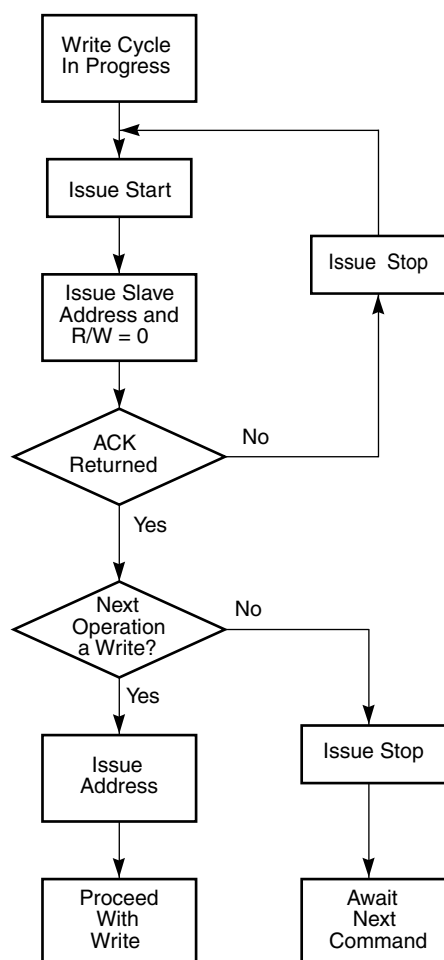 Write Cycle
In Progress
Issue Start
Issue Stop
Issue Slave
Address and
R/W = 0
ACK
Returned
No
Yes
Next
Operation
a Write?
No
Yes
Issue
Address
Issue Stop
Proceed
With
Write
Await
Next
Command